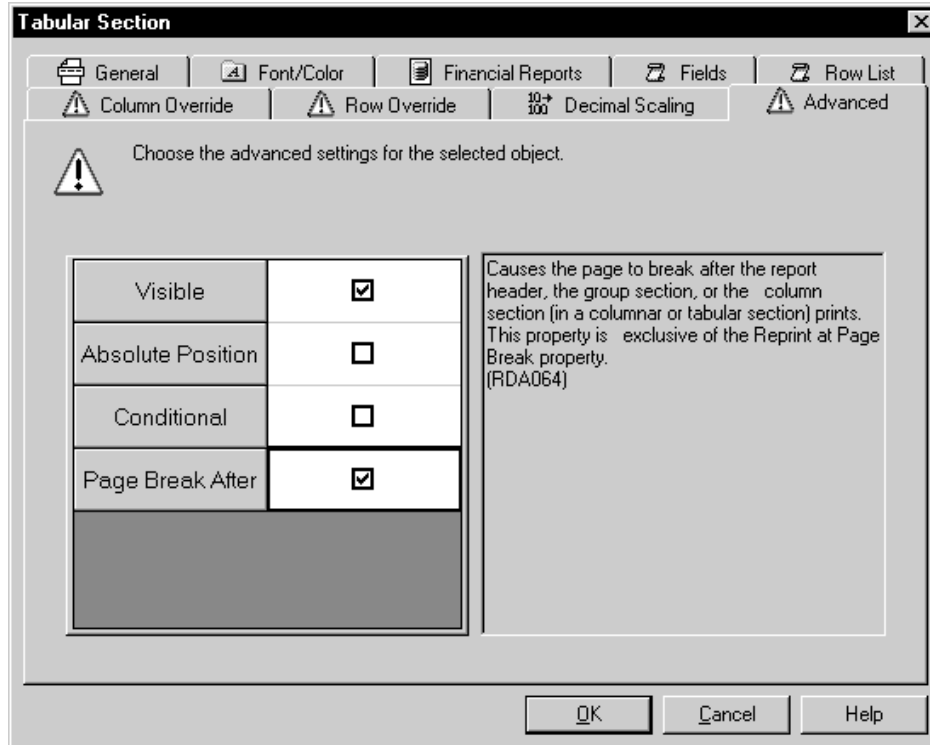 Tabular Section
General Font/Color Financial Reports Fields Row List
Column Override Row Override 10→ 100 Decimal Scaling Advanced
Choose the advanced settings for the selected object.
Visible
Absolute Position
Conditional
Page Break After
Causes the page to break after the report
header, the group section, or the column
section (in a columnar or tabular section) prints.
This property is exclusive of the Reprint at Page
Break property.
(RDA064)
OK Cancel Help